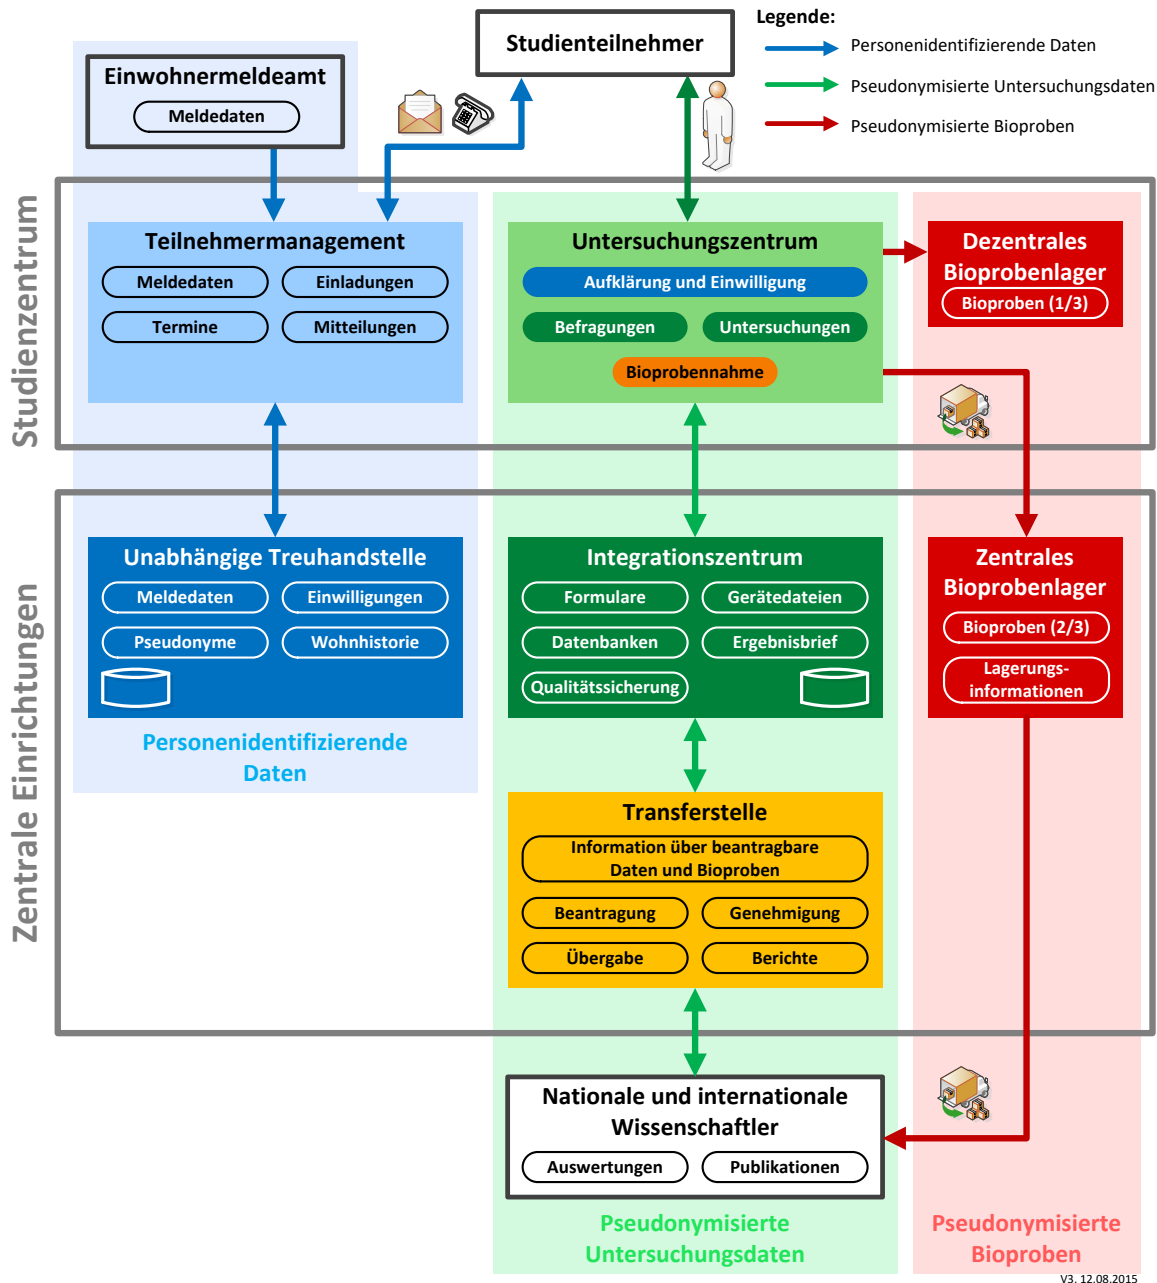 Legende:
Personenidentifizierende Daten
Pseudonymisierte Untersuchungsdaten
Pseudonymisierte Bioproben
Studienteilnehmer
Einwohnermeldeamt
Meldedaten
Studienzentrum
Teilnehmermanagement
Meldedaten
Einladungen
Termine
Mitteilungen
Untersuchungszentrum
Aufklärung und Einwilligung
Befragungen
Untersuchungen
Bioprobennahme
Dezentrales
Bioprobenlager
Bioproben (1/3)
Zentrale Einrichtungen
Unabhängige Treuhandstelle
Meldedaten
Einwilligungen
Pseudonyme
Wohnhistorie
Personenidentifizierende
Daten
Integrationszentrum
Formulare
Gerätedateien
Datenbanken
Ergebnisbrief
Qualitätssicherung
Zentrales
Bioprobenlager
Bioproben (2/3)
Lagerungs-
informationen
Transferstelle
Information über beantragbare
Daten und Bioproben
Beantragung
Genehmigung
Übergabe
Berichte
Nationale und internationale
Wissenschaftler
Auswertungen
Publikationen
Pseudonymisierte
Untersuchungsdaten
Pseudonymisierte
Bioproben
V3. 12.08.2015